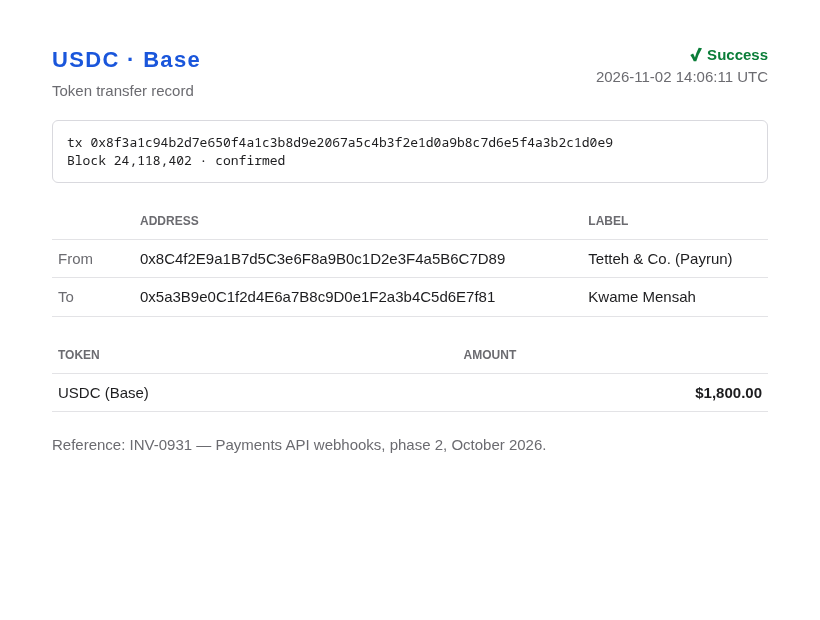 USDC · Base
✔ Success
Token transfer record
2026-11-02 14:06:11 UTC
tx 0x8f3a1c94b2d7e650f4a1c3b8d9e2067a5c4b3f2e1d0a9b8c7d6e5f4a3b2c1d0e9
Block 24,118,402 · confirmed
ADDRESS LABEL
From 0x8C4f2E9a1B7d5C3e6F8a9B0c1D2e3F4a5B6C7D89 Tetteh & Co. (Payrun)
To 0x5a3B9e0C1f2d4E6a7B8c9D0e1F2a3b4C5d6E7f81 Kwame Mensah
TOKEN AMOUNT
USDC (Base) $1,800.00
Reference: INV-0931 — Payments API webhooks, phase 2, October 2026.